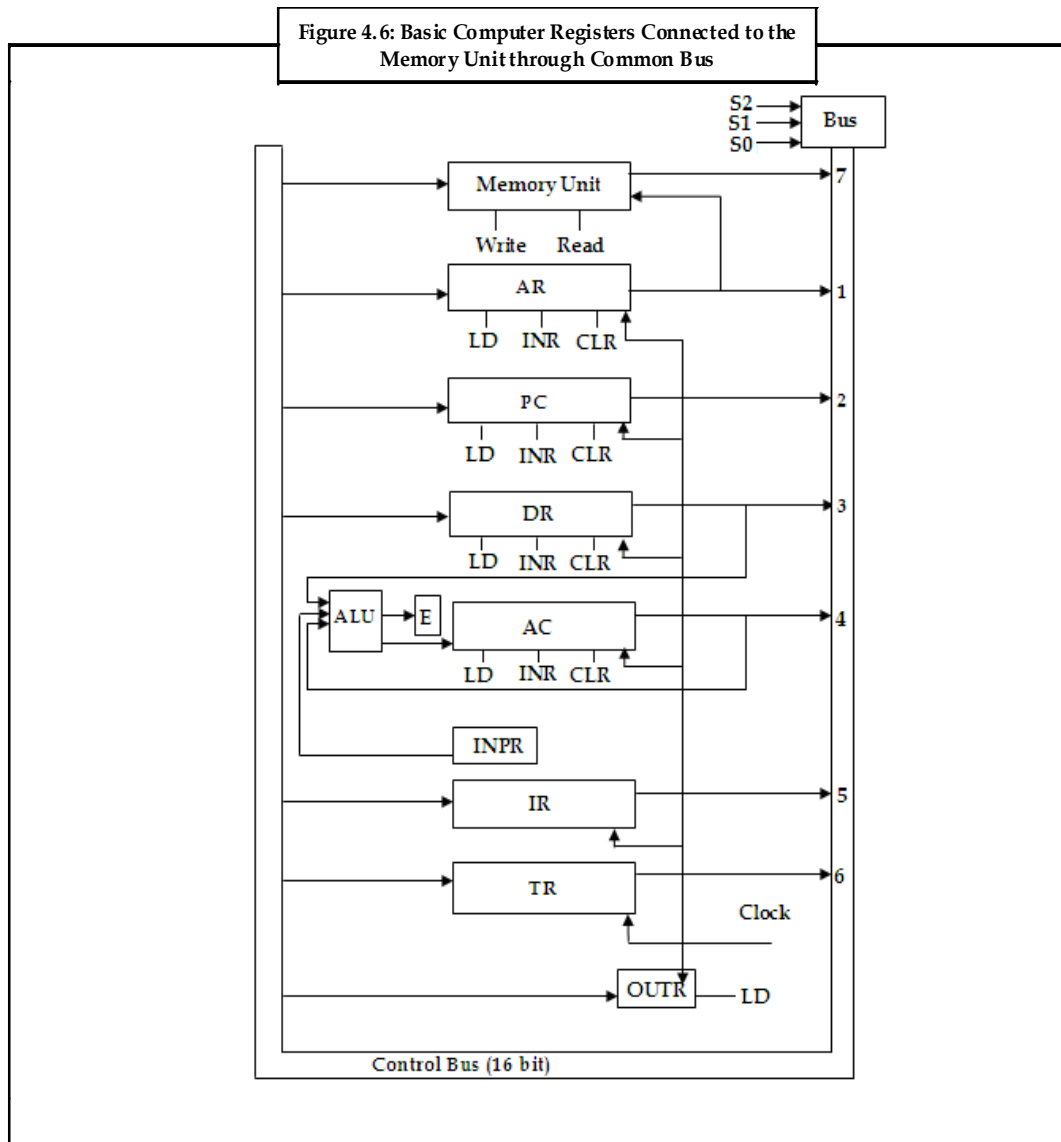 Figure 4.6: Basic Computer Registers Connected to the
Memory Unit through Common Bus
S2
S1
S0
Bus
Memory Unit
7
Write Read
AR
1
LD INR CLR
PC
2
LD INR CLR
DR
3
LD INR CLR
ALU
E
AC
4
LD INR CLR
INPR
IR
5
TR
6
Clock
OUTR
LD
Control Bus (16 bit)